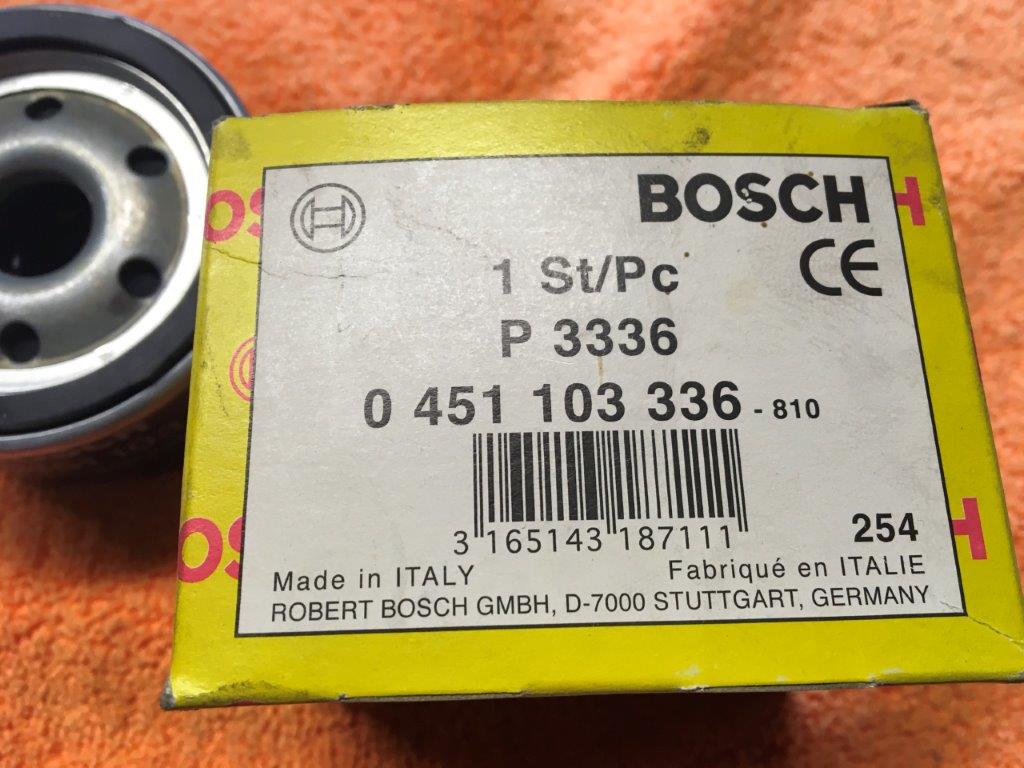 BOSCH
CE
1 St/Pc
P 3336
0 451 103 336 - 810
3 165143 187111
254
Made in ITALY Fabriqué en ITALIE
ROBERT BOSCH GMBH, D-7000 STUTTGART, GERMANY